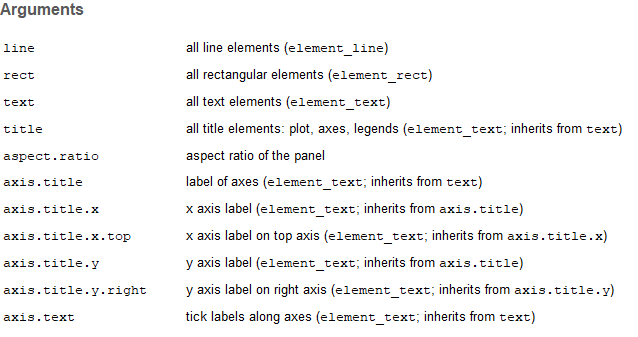 Arguments
line all line elements (element_line)
rect all rectangular elements (element_rect)
text all text elements (element_text)
title all title elements: plot, axes, legends (element_text; inherits from text)
aspect.ratio aspect ratio of the panel
axis.title label of axes (element_text; inherits from text)
axis.title.x x axis label (element_text; inherits from axis.title)
axis.title.x.top x axis label on top axis (element_text; inherits from axis.title.x)
axis.title.y y axis label (element_text; inherits from axis.title)
axis.title.y.right y axis label on right axis (element_text; inherits from axis.title.y)
axis.text tick labels along axes (element_text; inherits from text)